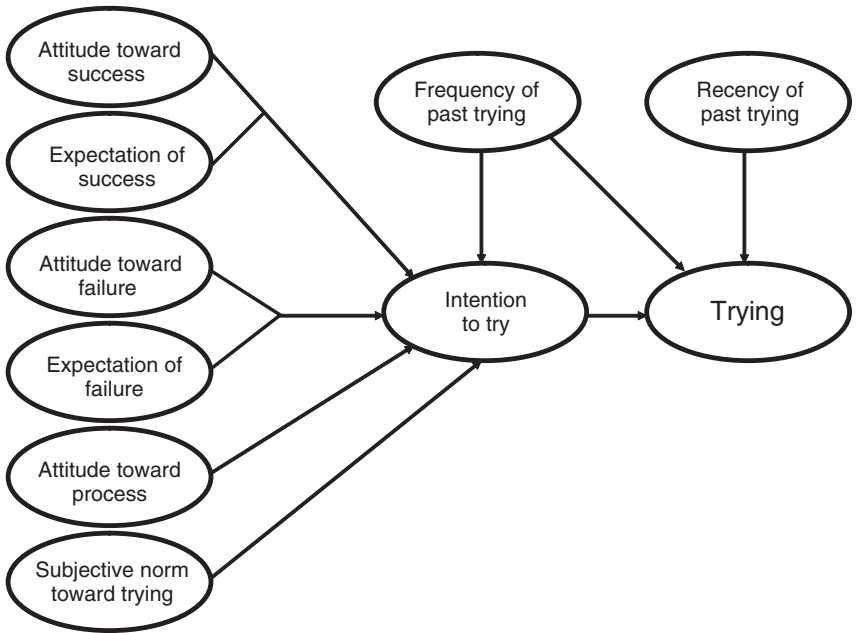 Attitude toward
success
Expectation of
success
Attitude toward
failure
Expectation of
failure
Attitude toward
process
Subjective norm
toward trying
Frequency of
past trying
Recency of
past trying
Intention
to try
Trying